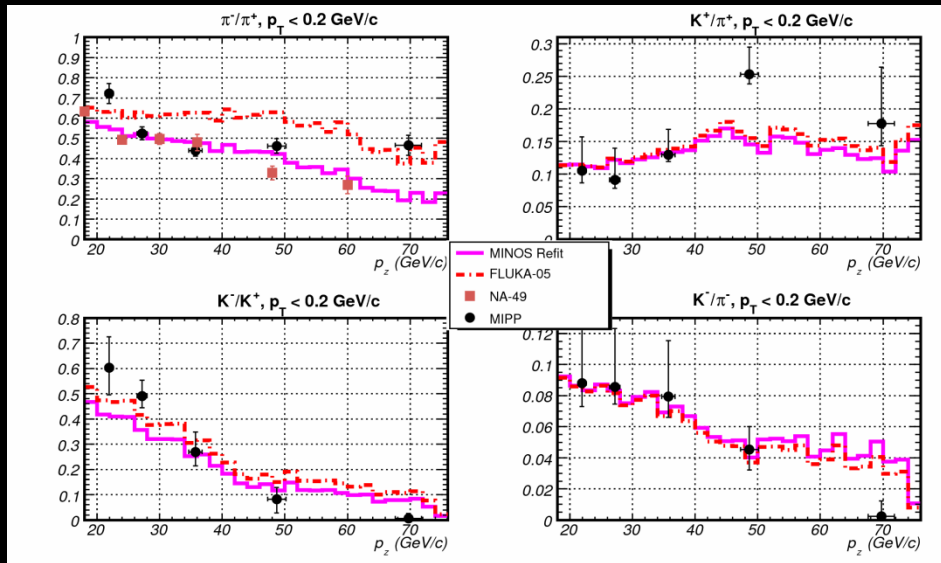 π⁻/π⁺, p_T < 0.2 GeV/c
1
0.9
0.8
0.7
0.6
0.5
0.4
0.3
0.2
0.1
0
20 30 40 50 60 70
p_z (GeV/c)
K⁺/π⁺, p_T < 0.2 GeV/c
0.3
0.25
0.2
0.15
0.1
0.05
0
20 30 40 50 60 70
p_z (GeV/c)
MINOS Refit
FLUKA-05
NA-49
MIPP
K⁻/K⁺, p_T < 0.2 GeV/c
0.8
0.7
0.6
0.5
0.4
0.3
0.2
0.1
0
20 30 40 50 60 70
p_z (GeV/c)
K⁻/π⁻, p_T < 0.2 GeV/c
0.12
0.1
0.08
0.06
0.04
0.02
0
20 30 40 50 60 70
p_z (GeV/c)